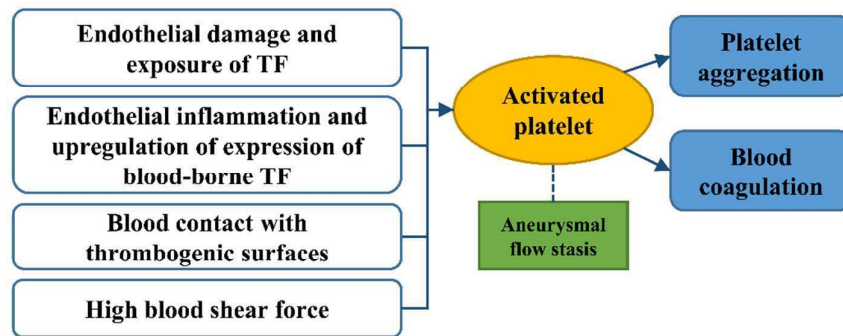 Endothelial damage and
exposure of TF
Endothelial inflammation and
upregulation of expression of
blood-borne TF
Blood contact with
thrombogenic surfaces
High blood shear force
Activated
platelet
Aneurysmal
flow stasis
Platelet
aggregation
Blood
coagulation